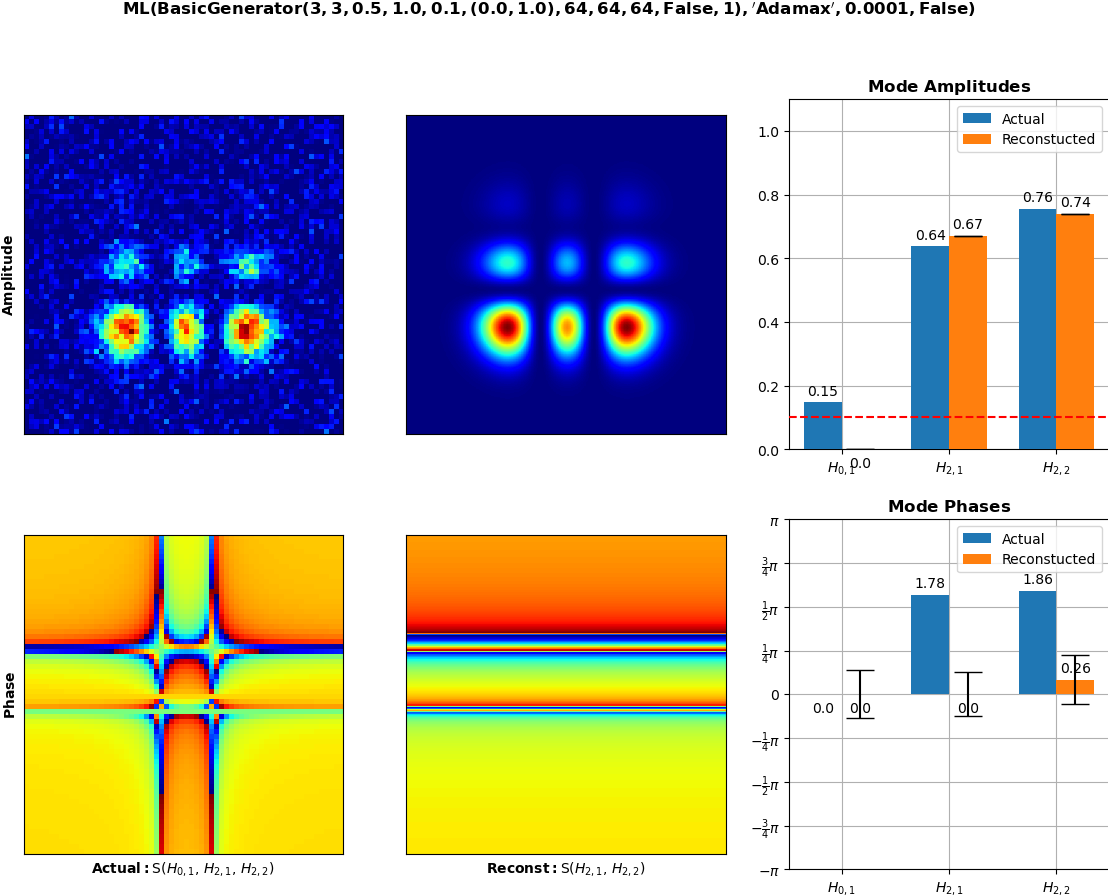 ML(BasicGenerator(3, 3, 0.5, 1.0, 0.1, (0.0, 1.0), 64, 64, 64, False, 1), ′Adamax′, 0.0001, False)
Amplitude
Mode Amplitudes
Actual
Reconstucted
1.0
0.8
0.6
0.4
0.2
0.0
0.15
0.0
0.64
0.67
0.76
0.74
H0,1
H2,1
H2,2
Phase
Actual: S(H0,1, H2,1, H2,2)
Reconst: S(H2,1, H2,2)
Mode Phases
Actual
Reconstucted
π
3/4π
1/2π
1/4π
0
−1/4π
−1/2π
−3/4π
−π
0.0
0.0
1.78
0.0
1.86
0.26
H0,1
H2,1
H2,2